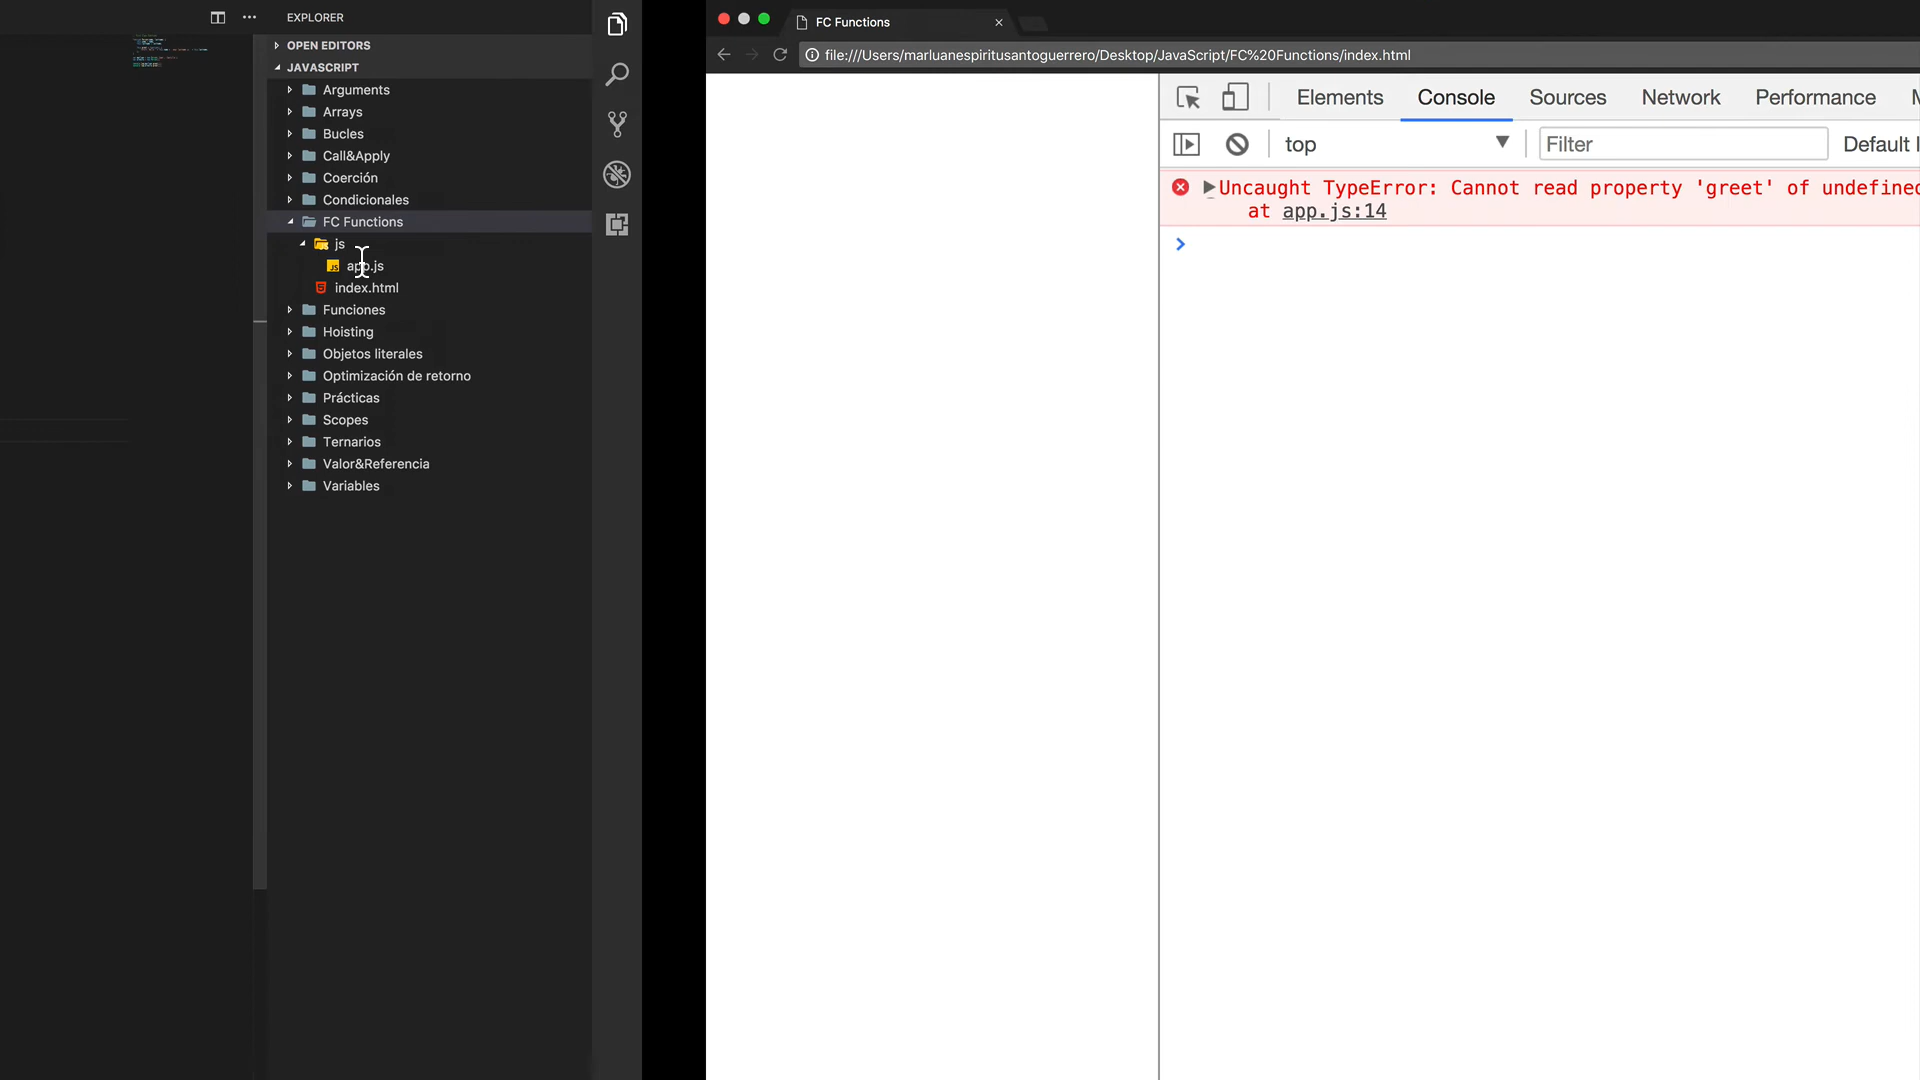 EXPLORER
OPEN EDITORS
JAVASCRIPT
Arguments
Arrays
Bucles
Call&Apply
Coerción
Condicionales
FC Functions
js
app.js
index.html
Funciones
Hoisting
Objetos literales
Optimización de retorno
Prácticas
Scopes
Ternarios
Valor&Referencia
Variables
FC Functions
file:///Users/marluanespiritusantoguerrero/Desktop/JavaScript/FC%20Functions/index.html
Elements Console Sources Network Performance
top Filter Default
Uncaught TypeError: Cannot read property 'greet' of undefined
at app.js:14